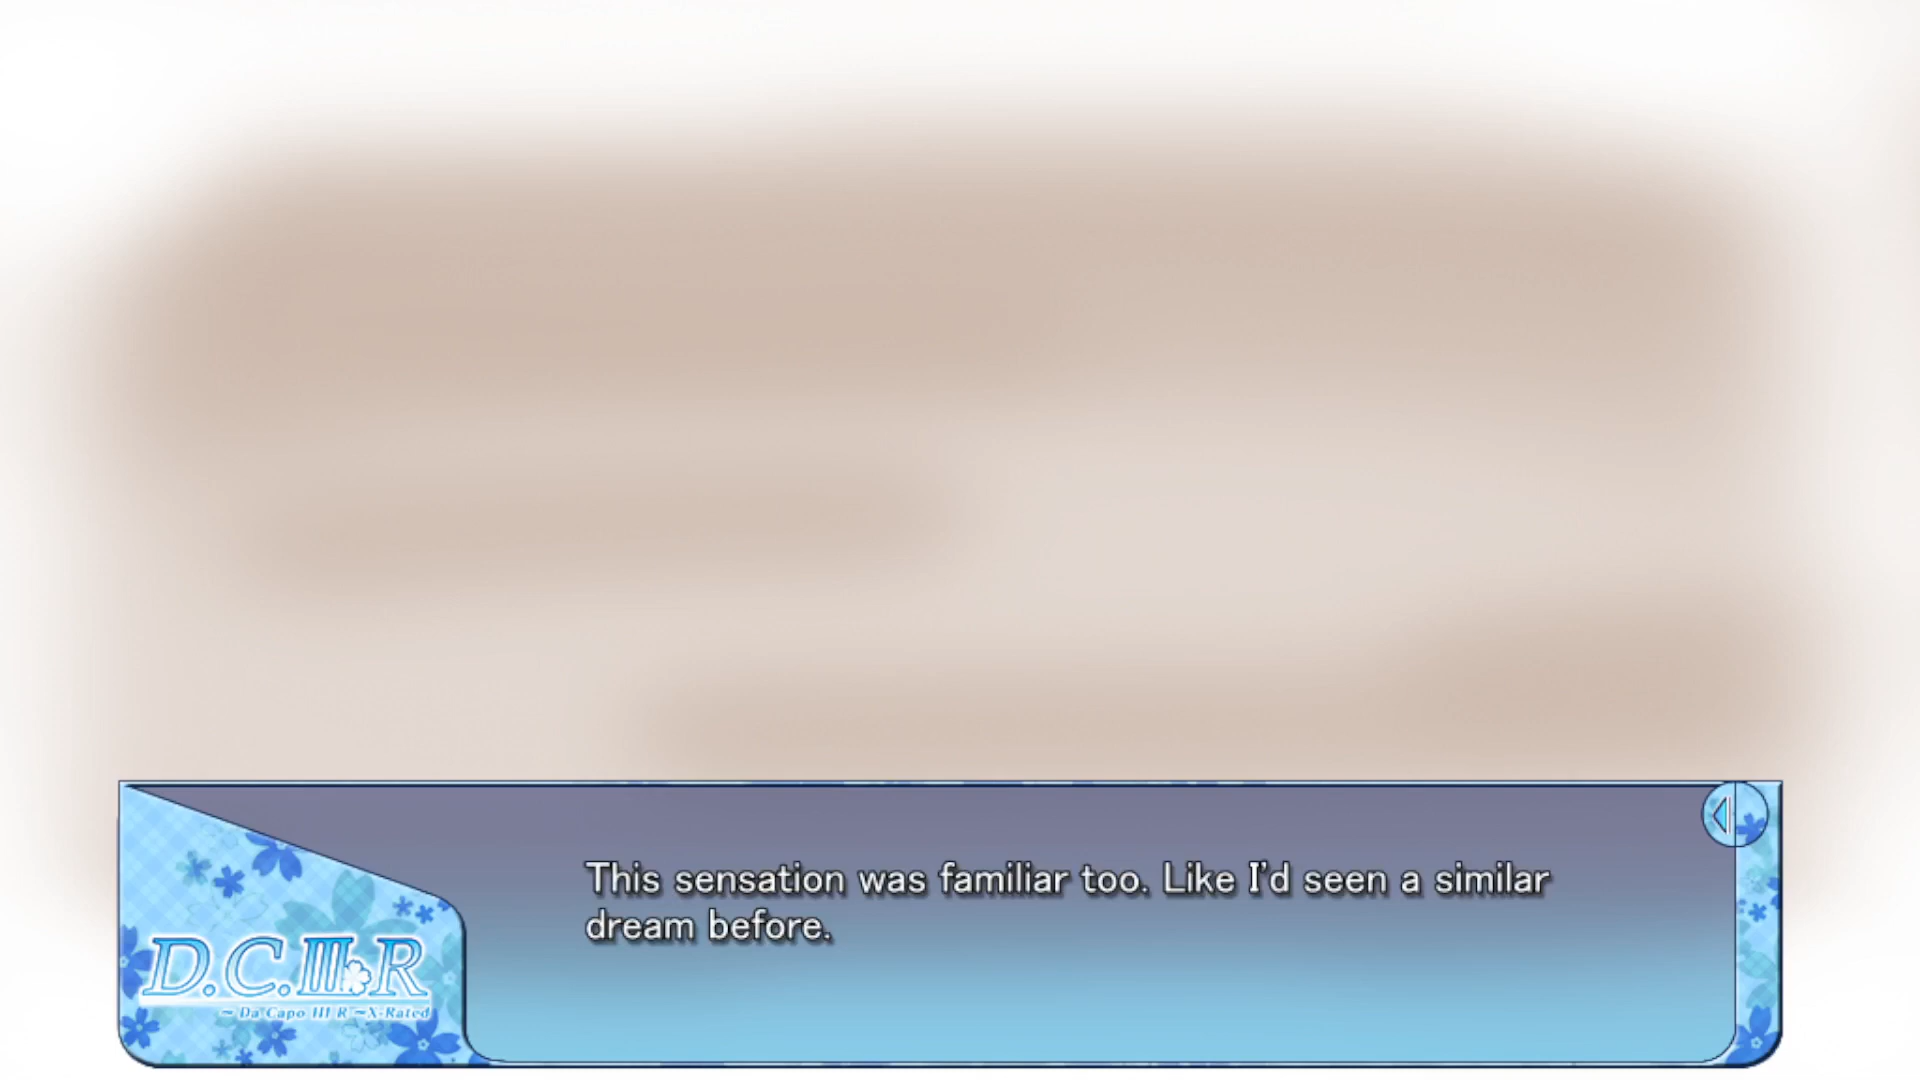 This sensation was familiar too. Like I'd seen a similar
dream before.
D.C.III R
~ Da Capo III R ~X-Rated